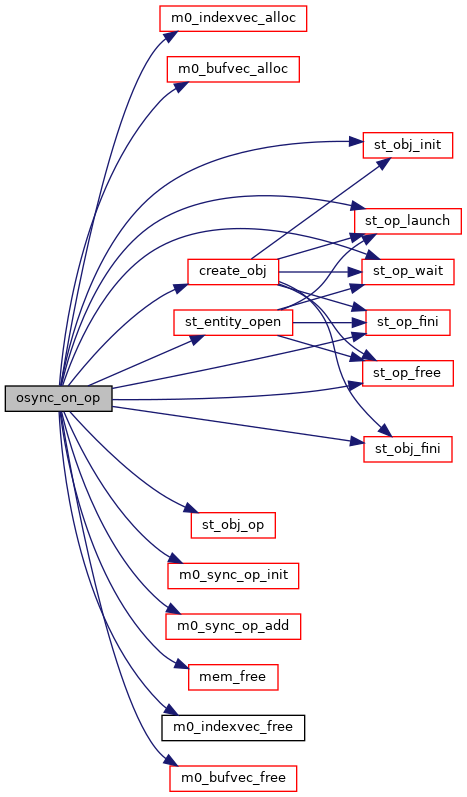 m0_indexvec_alloc
m0_bufvec_alloc
st_obj_init
st_op_launch
create_obj
st_op_wait
st_entity_open
st_op_fini
st_op_free
osync_on_op
st_obj_fini
st_obj_op
m0_sync_op_init
m0_sync_op_add
mem_free
m0_indexvec_free
m0_bufvec_free